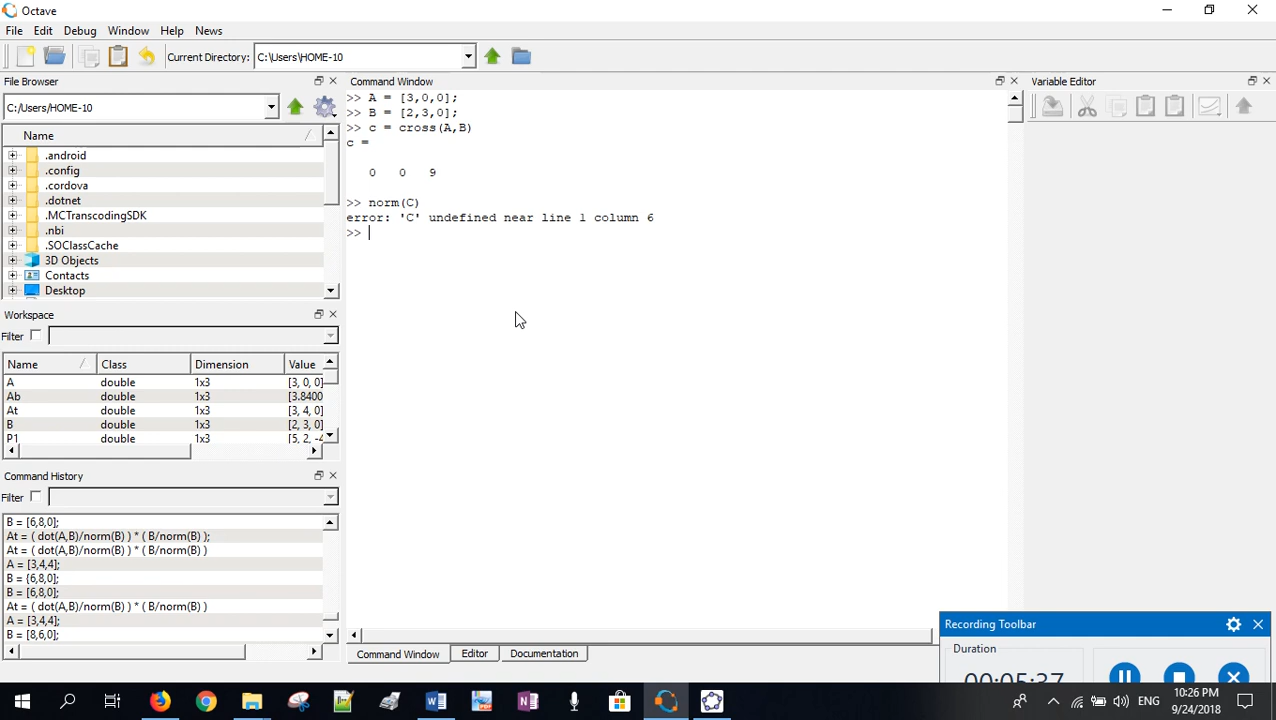 Octave
File Edit Debug Window Help News
Current Directory: C:\Users\HOME-10
File Browser
C:/Users/HOME-10
Name
.android
.config
.cordova
.dotnet
.MCTranscodingSDK
.nbi
.SOClassCache
3D Objects
Contacts
Desktop
Workspace
Filter
Name Class Dimension Value
A double 1x3 [3, 0, 0]
Ab double 1x3 [3.8400
At double 1x3 [3, 4, 0]
B double 1x3 [2, 3, 0]
P1 double 1x3 [5, 2, -4
Command History
Filter
B = [6,8,0];
At = ( dot(A,B)/norm(B) ) * ( B/norm(B) );
At = ( dot(A,B)/norm(B) ) * ( B/norm(B) )
A = [3,4,4];
B = {6,8,0];
B = [6,8,0];
At = ( dot(A,B)/norm(B) ) * ( B/norm(B) )
A = [3,4,4];
B = [8,6,0];
Command Window
>> A = [3,0,0];
>> B = [2,3,0];
>> c = cross(A,B)
c =
0 0 9
>> norm(C)
error: 'C' undefined near line 1 column 6
>>
Command Window Editor Documentation
Variable Editor
Recording Toolbar
Duration
00:05:37
ENG
10:26 PM
9/24/2018